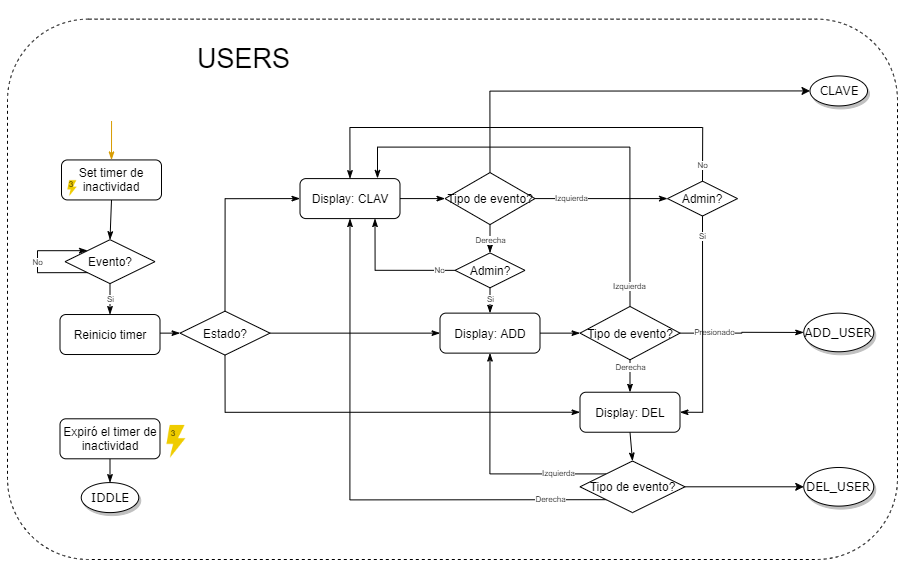 USERS
CLAVE
No
Set timer de
3
inactividad
Display: CLAV
Tipo de evento?
Izquierda
Admin?
Si
Derecha
No
Evento?
No
Admin?
Si
Si
Izquierda
Reinicio timer
Estado?
Display: ADD
Tipo de evento?
Presionado
ADD_USER
Derecha
Display: DEL
Expiró el timer de
inactividad
3
Izquierda
Tipo de evento?
DEL_USER
Derecha
IDDLE